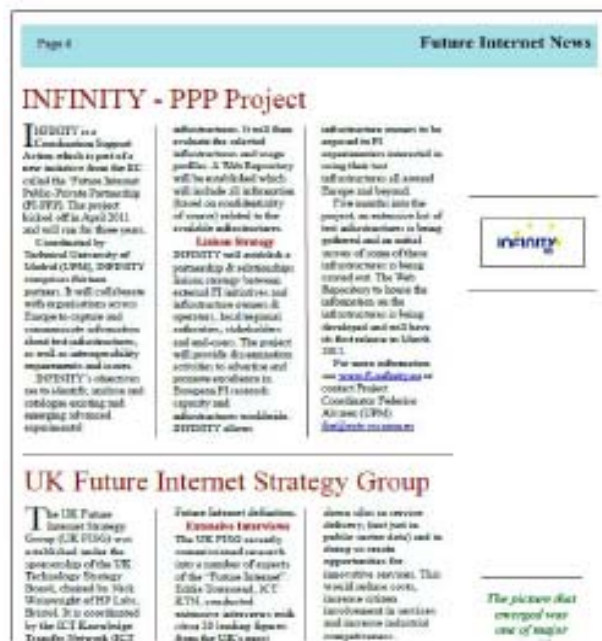 Page 4
Future Internet News
INFINITY - PPP Project
INFINITY is a
Coordination Support
Action which is part of a
new initiative from the EC
called the 'Future Internet
Public-Private Partnership
(FI-PPP). The project
kicked off in April 2011
and will run for three years.
Coordinated by
Technical University of
Madrid (UPM), INFINITY
comprises thirteen
partners. It will collaborate
with organisations across
Europe to capture and
communicate information
about test infrastructures,
as well as interoperability
requirements and issues.
INFINITY's objectives
are to identify, analyse and
catalogue existing and
emerging advanced
experimental
infrastructures. It will then
evaluate the selected
infrastructures and usage
profiles. A Web Repository
will be established which
will include all information
(based on confidentiality
of course) related to the
available infrastructures.
Liaison Strategy
INFINITY will establish a
partnership & relationships
liaison strategy between
external FI initiatives and
infrastructure owners &
operators, local/regional
authorities, stakeholders
and end-users. The project
will provide dissemination
activities to advertise and
promote excellence in
European FI research
capacity and
infrastructures worldwide.
INFINITY allows
infrastructure owners to be
exposed to FI
experimenters interested in
using their test
infrastructures all around
Europe and beyond.
Five months into the
project, an extensive list of
test infrastructures is being
gathered and an initial
survey of some of these
infrastructures is being
carried out. The Web
Repository to house the
information on the
infrastructures is being
developed and will have
its first release in March
2012.
For more information
see www.fi-infinity.eu or
contact Project
Coordinator Federico
Alvarez (UPM)
infinity
UK Future Internet Strategy Group
The UK Future
Internet Strategy
Group (UK FISG) was
established under the
sponsorship of the UK
Technology Strategy
Board, chaired by Nick
Wainwright of HP Labs,
Bristol. It is coordinated
by the ICT Knowledge
Transfer Network (ICT
Future Internet definition.
Extensive Interviews
The UK FISG recently
commissioned research
into a number of aspects
of the "Future Internet".
Eddie Townsend, ICT
KTN, conducted
extensive interviews with
circa 30 leading figures
from the UK's most
down silos in service
delivery, (not just in
public sector data) and in
doing so create
opportunities for
innovative services. This
would reduce costs,
increase citizen
involvement in services
and increase industrial
competitiveness.
The picture that
emerged was
one of major